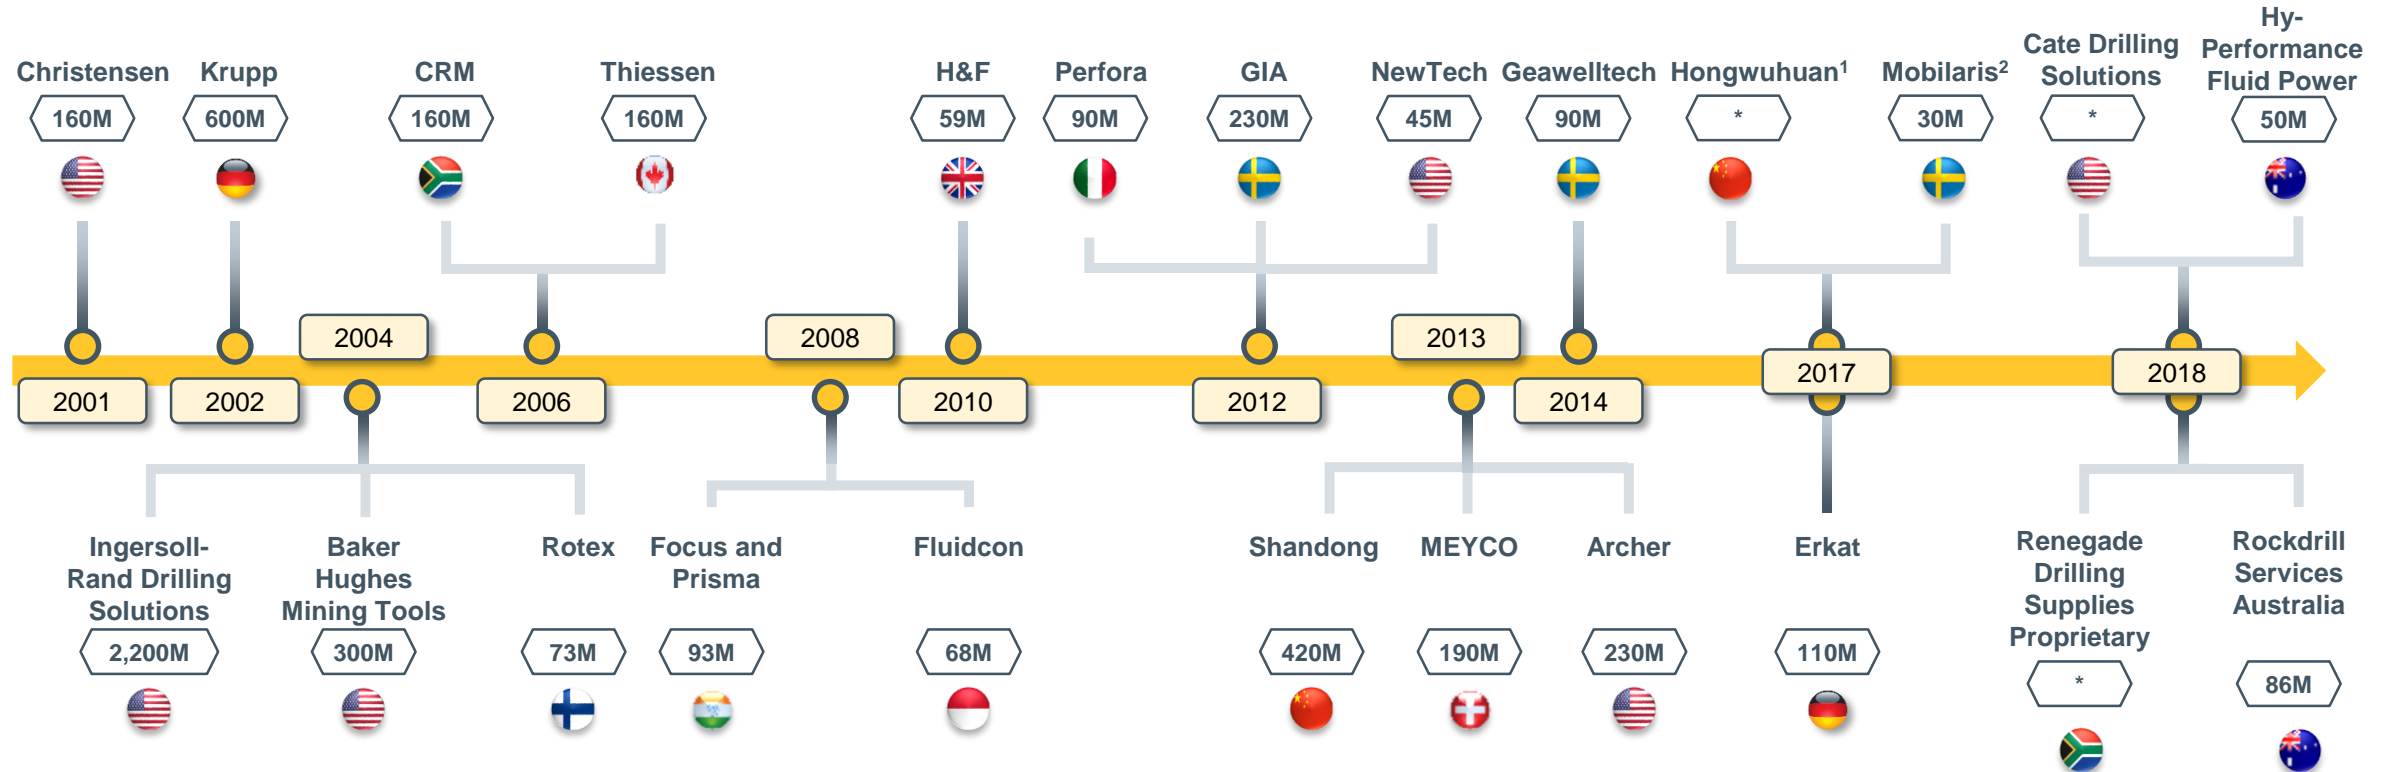 Christensen
160M
Krupp
600M
CRM
160M
Thiessen
160M
H&F
59M
Perfora
90M
GIA
230M
NewTech
45M
Geawelltech
90M
Hongwuhuan¹
*
Mobilaris²
30M
Cate Drilling
Solutions
*
Hy-
Performance
Fluid Power
50M
2001
2002
2004
2006
2008
2010
2012
2013
2014
2017
2018
Ingersoll-
Rand Drilling
Solutions
2,200M
Baker
Hughes
Mining Tools
300M
Rotex
73M
Focus and
Prisma
93M
Fluidcon
68M
Shandong
420M
MEYCO
190M
Archer
230M
Erkat
110M
Renegade
Drilling
Supplies
Proprietary
*
Rockdrill
Services
Australia
86M